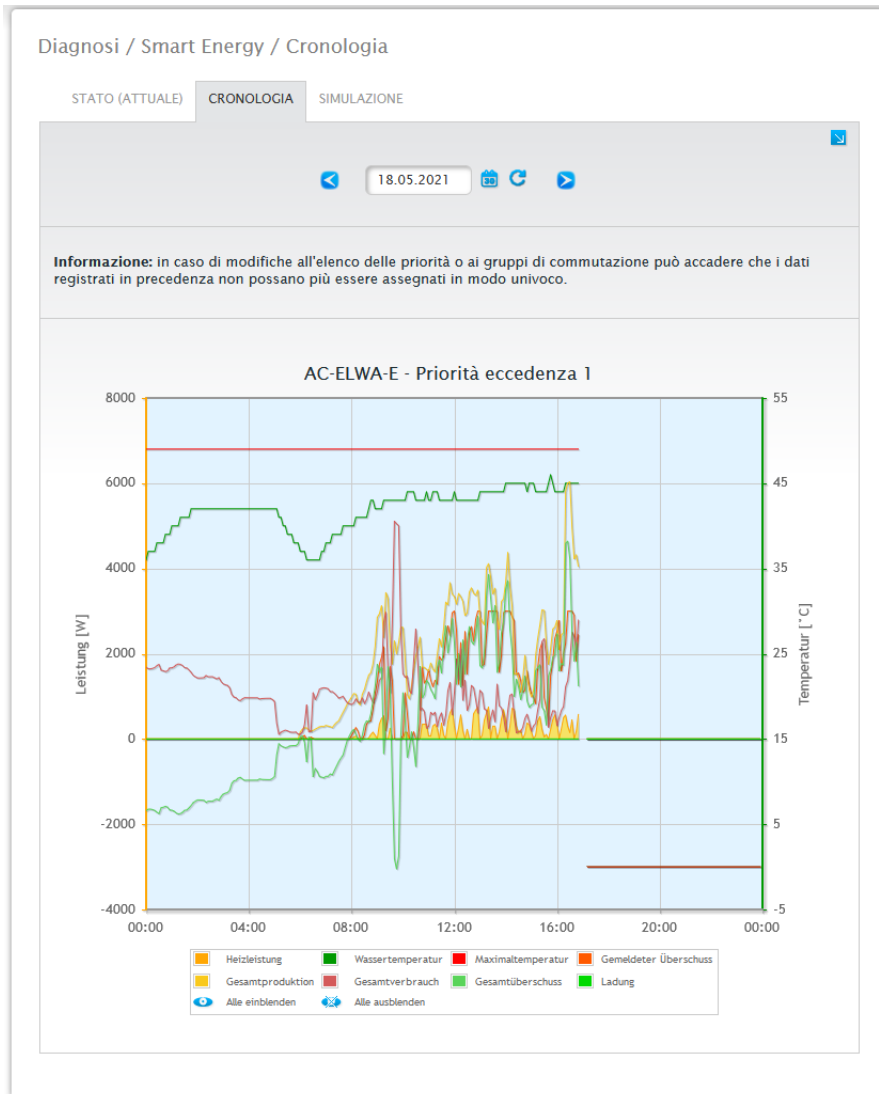 Diagnosi / Smart Energy / Cronologia
STATO (ATTUALE) CRONOLOGIA SIMULAZIONE
18.05.2021 30
Informazione: in caso di modifiche all'elenco delle priorità o ai gruppi di commutazione può accadere che i dati
registrati in precedenza non possano più essere assegnati in modo univoco.
AC-ELWA-E - Priorità eccedenza 1
8000 55
6000 45
4000 35
Leistung [W]
Temperatur [°C]
2000 25
0 15
-2000 5
-4000 -5
00:00 04:00 08:00 12:00 16:00 20:00 00:00
Heizleistung Wassertemperatur Maximaltemperatur Gemeldeter Überschuss
Gesamtproduktion Gesamtverbrauch Gesamtüberschuss Ladung
Alle einblenden Alle ausblenden